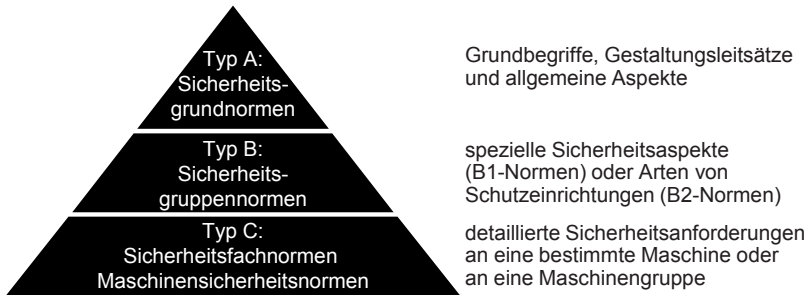 Typ A:
Sicherheits-
grundnormen
Grundbegriffe, Gestaltungsleitsätze
und allgemeine Aspekte
Typ B:
Sicherheits-
gruppennormen
spezielle Sicherheitsaspekte
(B1-Normen) oder Arten von
Schutzeinrichtungen (B2-Normen)
Typ C:
Sicherheitsfachnormen
Maschinensicherheitsnormen
detaillierte Sicherheitsanforderungen
an eine bestimmte Maschine oder
an eine Maschinengruppe